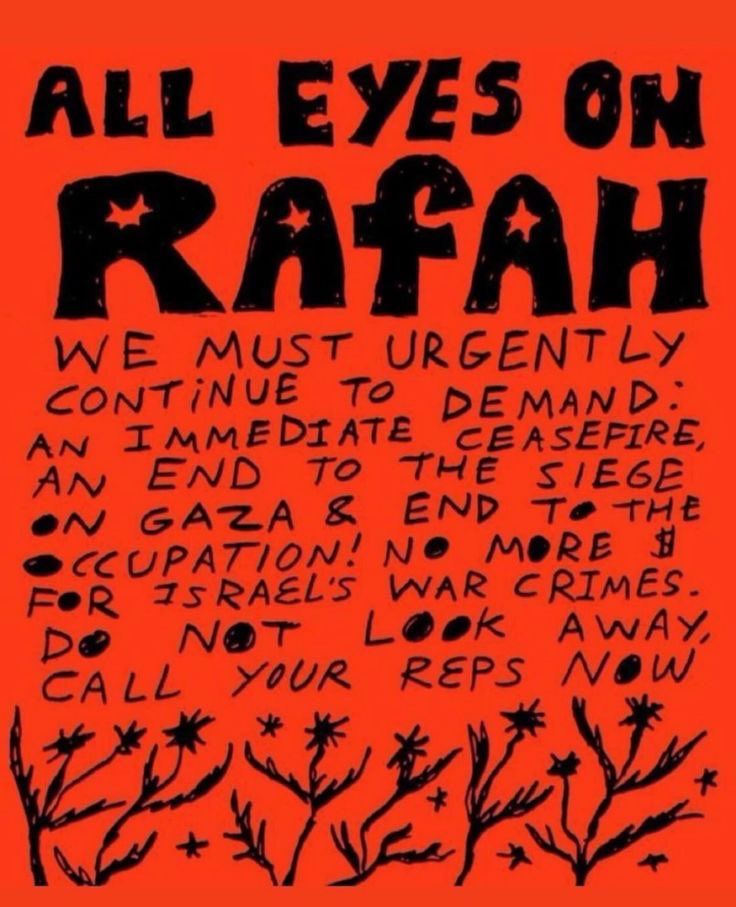 ALL EYES ON
RAFAH
WE MUST URGENTLY
CONTINUE TO DEMAND:
AN IMMEDIATE CEASEFIRE,
AN END TO THE SIEGE
ON GAZA & END TO THE
OCCUPATION! NO MORE $
FOR ISRAEL'S WAR CRIMES.
DO NOT LOOK AWAY,
CALL YOUR REPS NOW